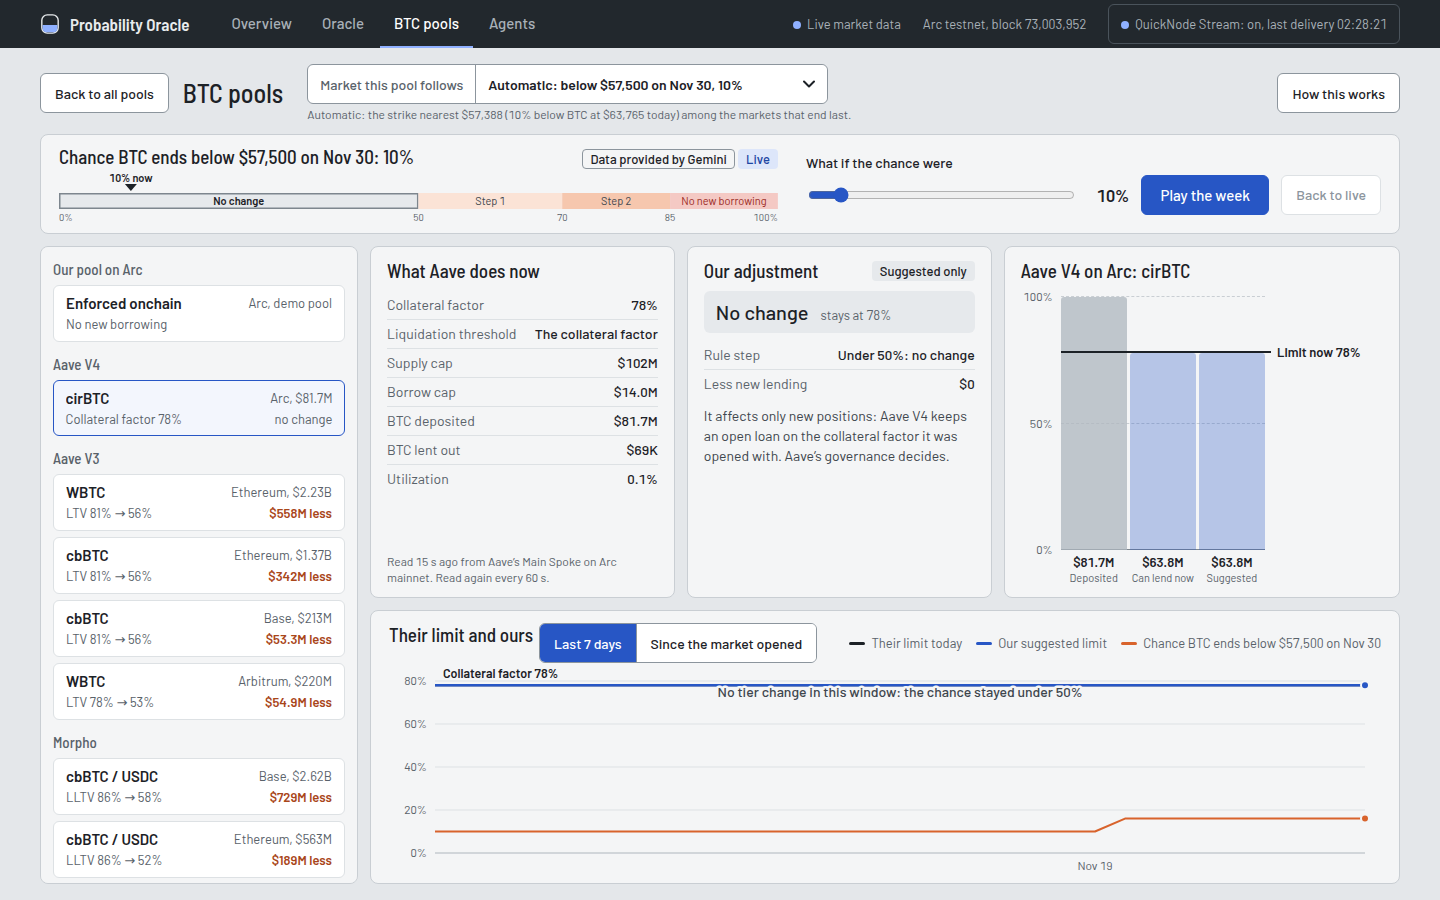 Probability Oracle
Overview
Oracle
BTC pools
Agents
Live market data
Arc testnet, block 73,003,952
QuickNode Stream: on, last delivery 02:28:21
Back to all pools
BTC pools
Market this pool follows
Automatic: below $57,500 on Nov 30, 10%
Automatic: the strike nearest $57,388 (10% below BTC at $63,765 today) among the markets that end last.
How this works
Chance BTC ends below $57,500 on Nov 30: 10%
Data provided by Gemini
Live
10% now
No change
Step 1
Step 2
No new borrowing
0%
50
70
85
100%
What if the chance were
10%
Play the week
Back to live
Our pool on Arc
Enforced onchain
Arc, demo pool
No new borrowing
Aave V4
cirBTC
Arc, $81.7M
Collateral factor 78%
no change
Aave V3
WBTC
Ethereum, $2.23B
LTV 81% → 56%
$558M less
cbBTC
Ethereum, $1.37B
LTV 81% → 56%
$342M less
cbBTC
Base, $213M
LTV 81% → 56%
$53.3M less
WBTC
Arbitrum, $220M
LTV 78% → 53%
$54.9M less
Morpho
cbBTC / USDC
Base, $2.62B
LLTV 86% → 58%
$729M less
cbBTC / USDC
Ethereum, $563M
LLTV 86% → 52%
$189M less
What Aave does now
Collateral factor
78%
Liquidation threshold
The collateral factor
Supply cap
$102M
Borrow cap
$14.0M
BTC deposited
$81.7M
BTC lent out
$69K
Utilization
0.1%
Read 15 s ago from Aave's Main Spoke on Arc
mainnet. Read again every 60 s.
Our adjustment
Suggested only
No change
stays at 78%
Rule step
Under 50%: no change
Less new lending
$0
It affects only new positions: Aave V4 keeps
an open loan on the collateral factor it was
opened with. Aave's governance decides.
Aave V4 on Arc: cirBTC
100%
Limit now 78%
50%
0%
$81.7M
$63.8M
$63.8M
Deposited
Can lend now
Suggested
Their limit and ours
Last 7 days
Since the market opened
Their limit today
Our suggested limit
Chance BTC ends below $57,500 on Nov 30
Collateral factor 78%
80%
No tier change in this window: the chance stayed under 50%
60%
40%
20%
0%
Nov 19